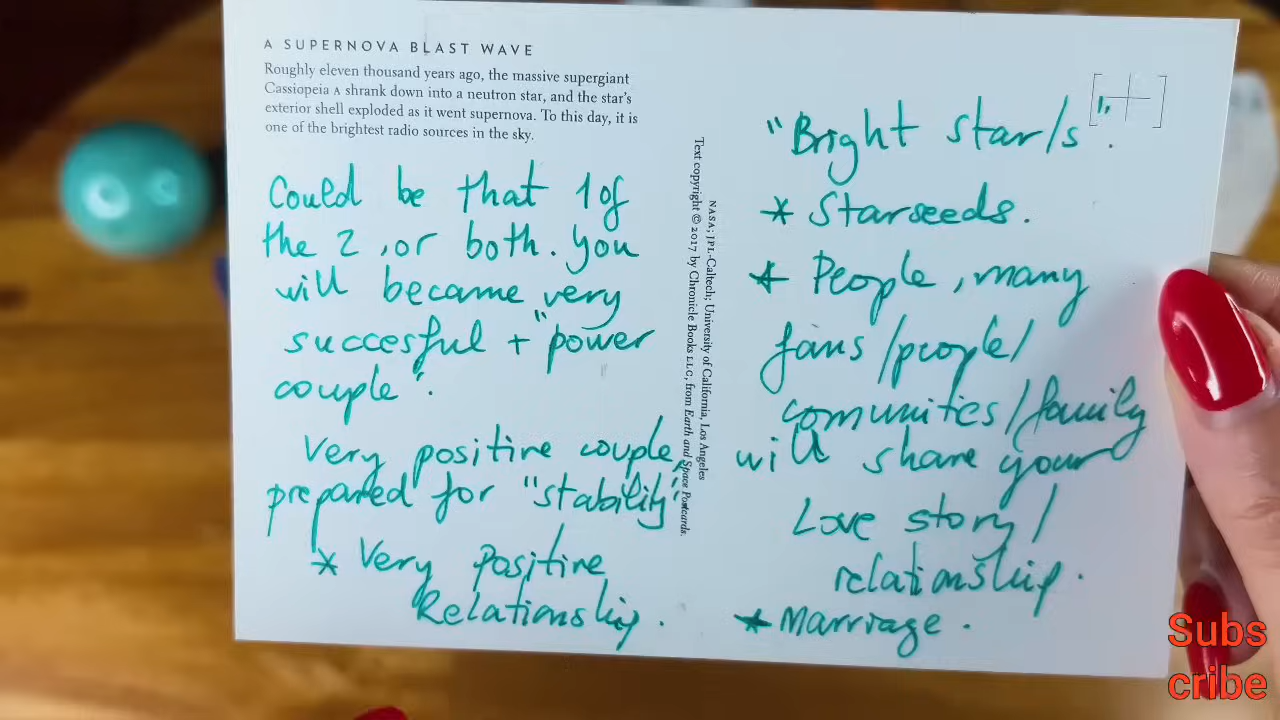 A SUPERNOVA BLAST WAVE
Roughly eleven thousand years ago, the massive supergiant
Cassiopeia A shrank down into a neutron star, and the star's
exterior shell exploded as it went supernova. To this day, it is
one of the brightest radio sources in the sky.
Could be that 1 of
the 2, or both. You
will became very
succesful + "power
couple".
Very positive couple,
prepared for "stability"
* Very Positive
Relationship.
Text copyright © 2017 by Chronicle Books LLC, from Earth and Space Postcards.
NASA; JPL-Caltech; University of California, Los Angeles
"Bright star/s".
* Starseeds.
* People, many
fans/people/
comunities/family
will share your
Love story/
relationship.
* Marriage.
Subs
cribe